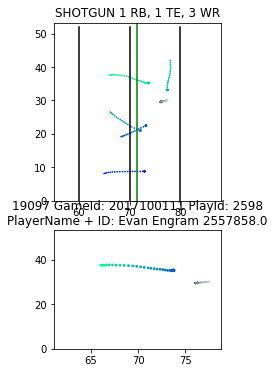 SHOTGUN 1 RB, 1 TE, 3 WR
50
40
30
20
10
0
60 70 80
19097 GameId: 2017100111 PlayId: 2598
PlayerName + ID: Evan Engram 2557858.0
40
20
0
65 70 75